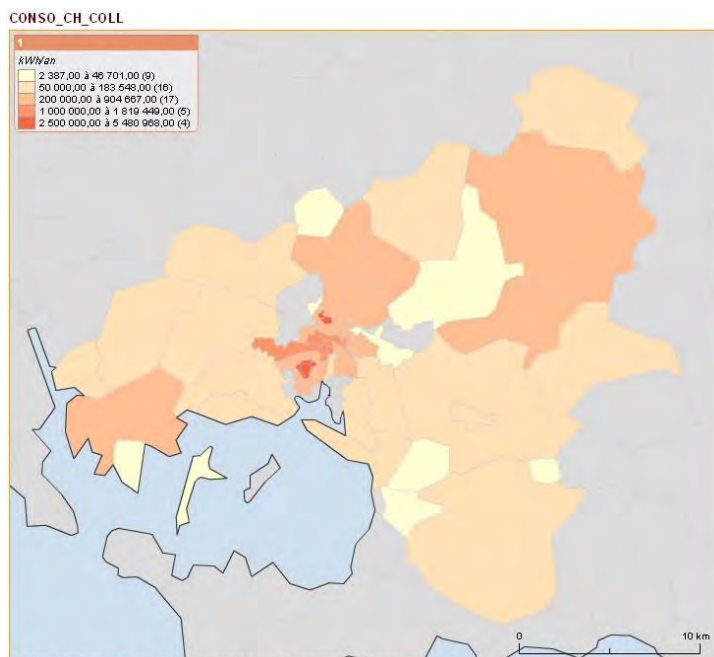 CONSO_CH_COLL
1
kWh/an
2 387,00 à 46 701,00 (9)
50 000,00 à 183 548,00 (16)
200 000,00 à 904 667,00 (17)
1 000 000,00 à 1 819 449,00 (5)
2 500 000,00 à 5 480 968,00 (4)
0
10 km